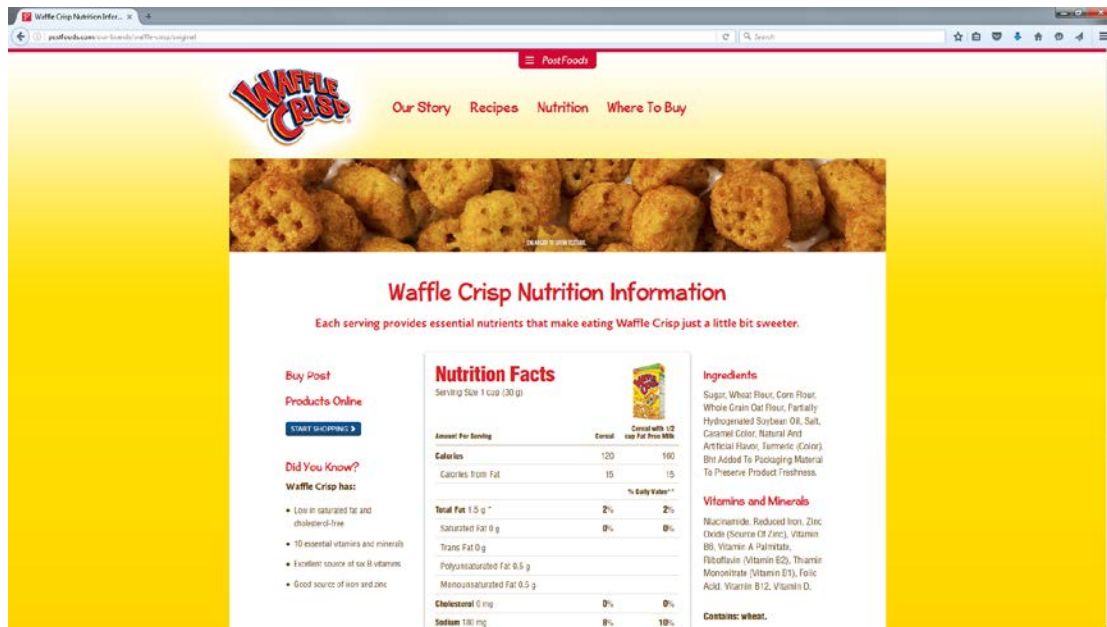 Waffle Crisp Nutrition Infor...
postfoods.com/our-brands/waffle-crisp/original
Search
PostFoods
WAFFLE
CRISP
Our Story Recipes Nutrition Where To Buy
ENLARGED TO SHOW TEXTURE.
Waffle Crisp Nutrition Information
Each serving provides essential nutrients that make eating Waffle Crisp just a little bit sweeter.
Buy Post
Products Online
START SHOPPING
Did You Know?
Waffle Crisp has:
• Low in saturated fat and
cholesterol-free
• 10 essential vitamins and minerals
• Excellent source of six B vitamins
• Good source of iron and zinc
Nutrition Facts
Serving Size 1 cup (30 g)
WAFFLE
CRISP
Amount Per Serving Cereal Cereal with 1/2
cup Fat Free Milk
Calories 120 160
Calories from Fat 15 15
% Daily Value**
Total Fat 1.5 g * 2% 2%
Saturated Fat 0 g 0% 0%
Trans Fat 0 g
Polyunsaturated Fat 0.5 g
Monounsaturated Fat 0.5 g
Cholesterol 0 mg 0% 0%
Sodium 180 mg 8% 10%
Ingredients
Sugar, Wheat Flour, Corn Flour,
Whole Grain Oat Flour, Partially
Hydrogenated Soybean Oil, Salt,
Caramel Color, Natural And
Artificial Flavor, Turmeric (Color).
Bht Added To Packaging Material
To Preserve Product Freshness.
Vitamins and Minerals
Niacinamide, Reduced Iron, Zinc
Oxide (Source Of Zinc), Vitamin
B6, Vitamin A Palmitate,
Riboflavin (Vitamin B2), Thiamin
Mononitrate (Vitamin B1), Folic
Acid, Vitamin B12, Vitamin D.
Contains: wheat.